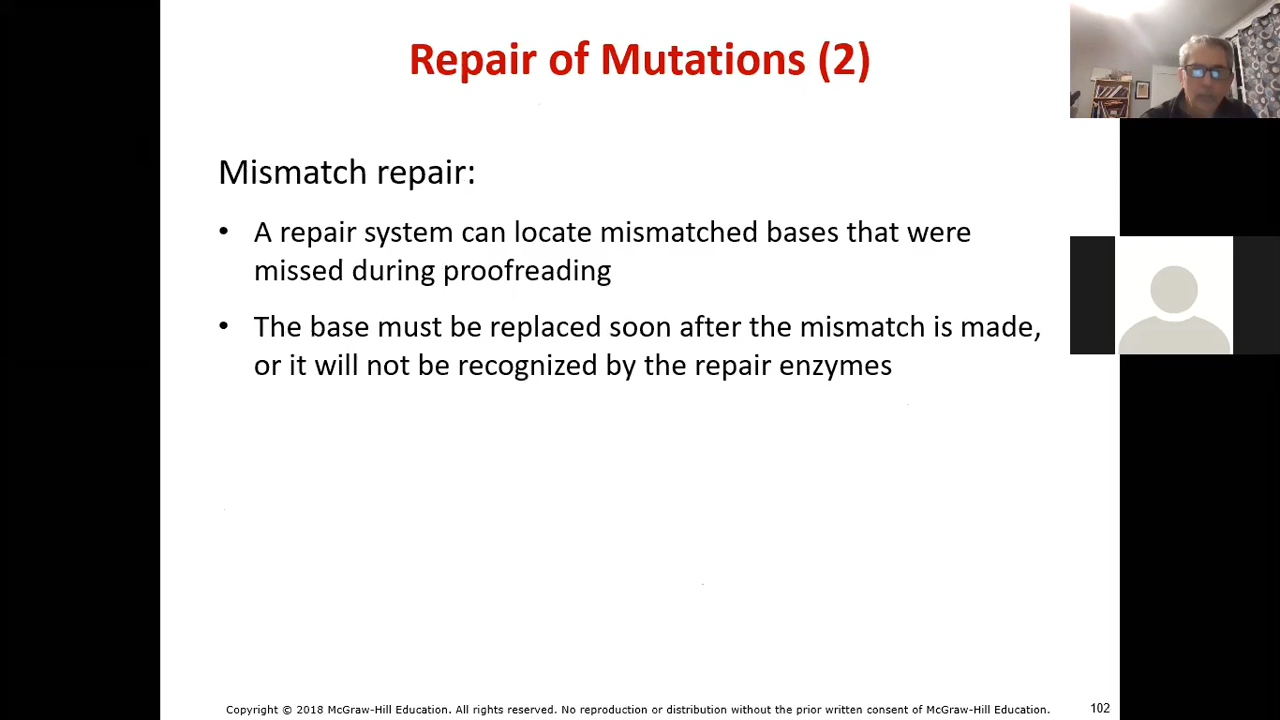 Repair of Mutations (2)
Mismatch repair:
• A repair system can locate mismatched bases that were
missed during proofreading
• The base must be replaced soon after the mismatch is made,
or it will not be recognized by the repair enzymes
Copyright © 2018 McGraw-Hill Education. All rights reserved. No reproduction or distribution without the prior written consent of McGraw-Hill Education.
102